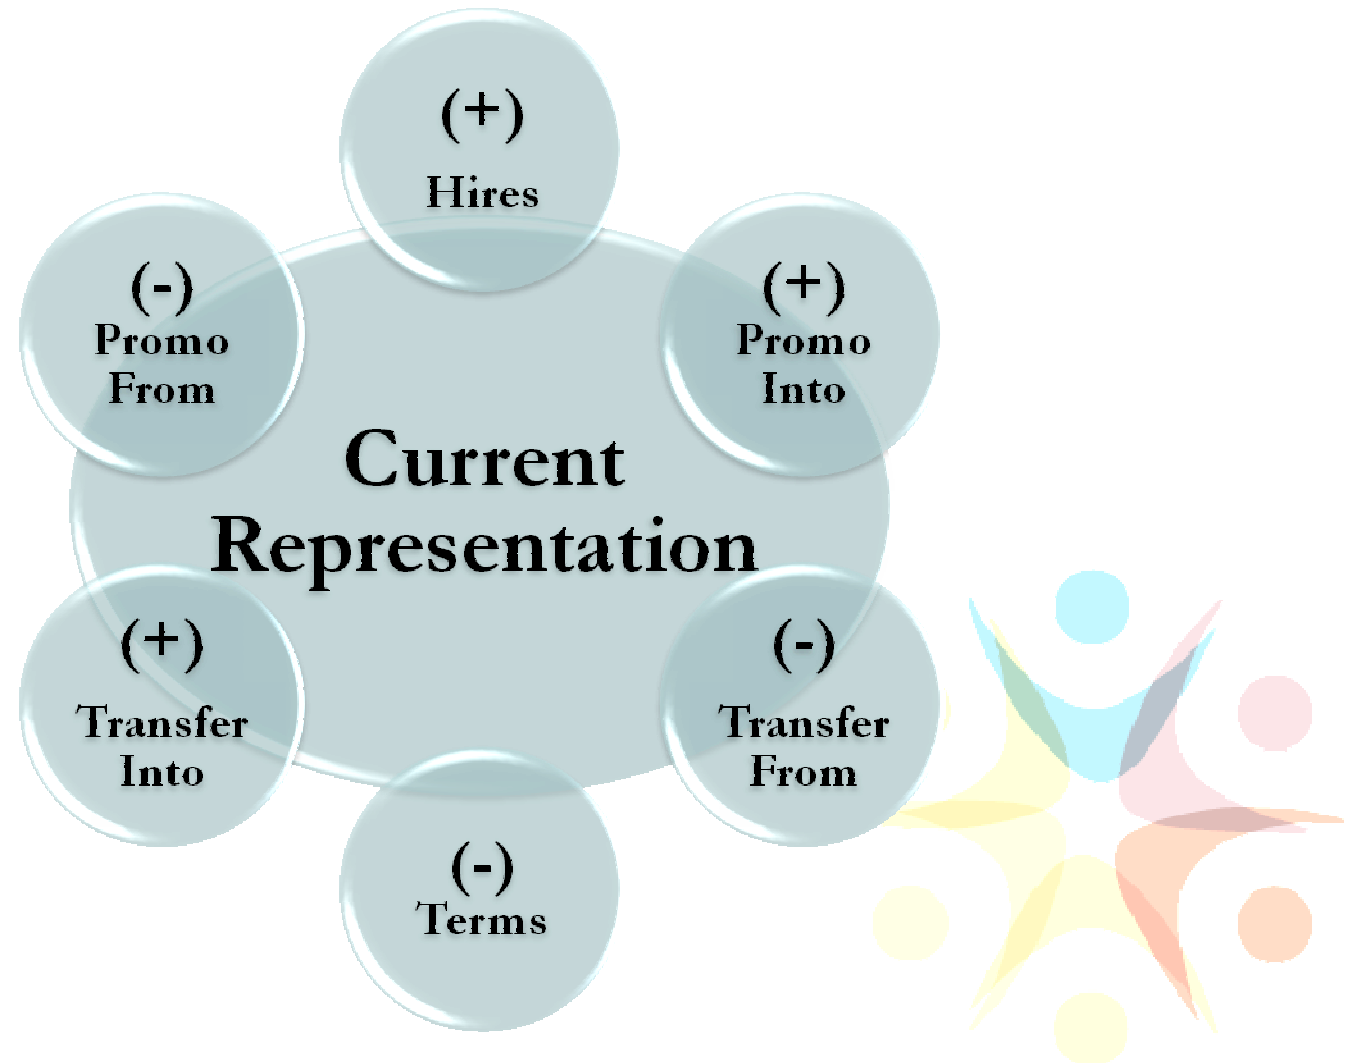 (+)
Hires
(+)
Promo
Into
(-)
Transfer
From
(-)
Terms
(+)
Transfer
Into
(-)
Promo
From
Current
Representation